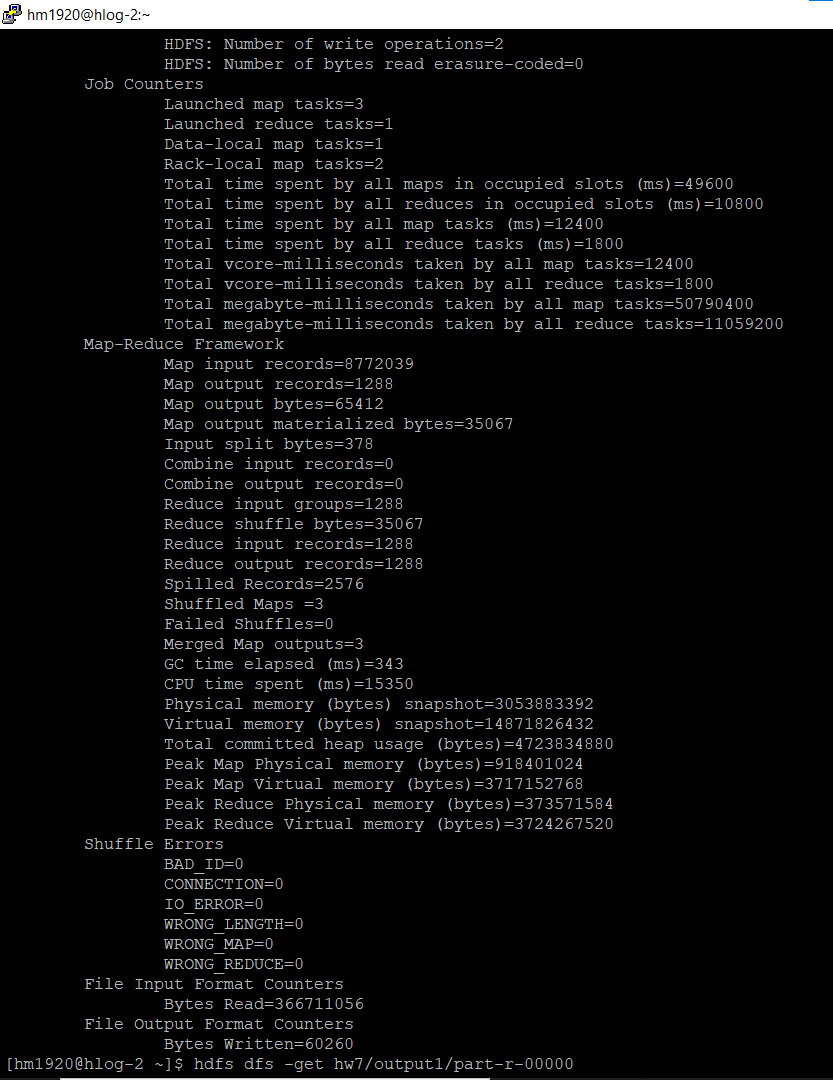 hm1920@hlog-2:~
HDFS: Number of write operations=2
HDFS: Number of bytes read erasure-coded=0
Job Counters
Launched map tasks=3
Launched reduce tasks=1
Data-local map tasks=1
Rack-local map tasks=2
Total time spent by all maps in occupied slots (ms)=49600
Total time spent by all reduces in occupied slots (ms)=10800
Total time spent by all map tasks (ms)=12400
Total time spent by all reduce tasks (ms)=1800
Total vcore-milliseconds taken by all map tasks=12400
Total vcore-milliseconds taken by all reduce tasks=1800
Total megabyte-milliseconds taken by all map tasks=50790400
Total megabyte-milliseconds taken by all reduce tasks=11059200
Map-Reduce Framework
Map input records=8772039
Map output records=1288
Map output bytes=65412
Map output materialized bytes=35067
Input split bytes=378
Combine input records=0
Combine output records=0
Reduce input groups=1288
Reduce shuffle bytes=35067
Reduce input records=1288
Reduce output records=1288
Spilled Records=2576
Shuffled Maps =3
Failed Shuffles=0
Merged Map outputs=3
GC time elapsed (ms)=343
CPU time spent (ms)=15350
Physical memory (bytes) snapshot=3053883392
Virtual memory (bytes) snapshot=14871826432
Total committed heap usage (bytes)=4723834880
Peak Map Physical memory (bytes)=918401024
Peak Map Virtual memory (bytes)=3717152768
Peak Reduce Physical memory (bytes)=373571584
Peak Reduce Virtual memory (bytes)=3724267520
Shuffle Errors
BAD_ID=0
CONNECTION=0
IO_ERROR=0
WRONG_LENGTH=0
WRONG_MAP=0
WRONG_REDUCE=0
File Input Format Counters
Bytes Read=366711056
File Output Format Counters
Bytes Written=60260
[hm1920@hlog-2 ~]$ hdfs dfs -get hw7/output1/part-r-00000